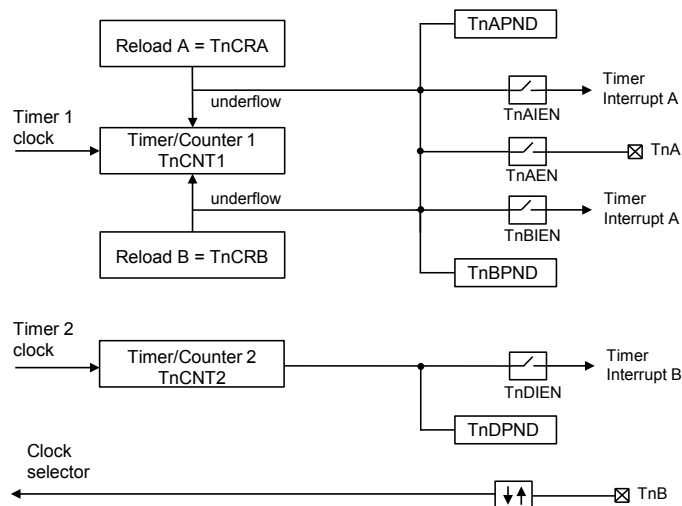 Reload A = TnCRA
TnAPND
underflow
TnAIEN
Timer
Interrupt A
Timer 1
clock
Timer/Counter 1
TnCNT1
TnAEN
TnA
underflow
TnBIEN
Timer
Interrupt A
Reload B = TnCRB
TnBPND
Timer 2
clock
Timer/Counter 2
TnCNT2
TnDIEN
Timer
Interrupt B
TnDPND
Clock
selector
TnB